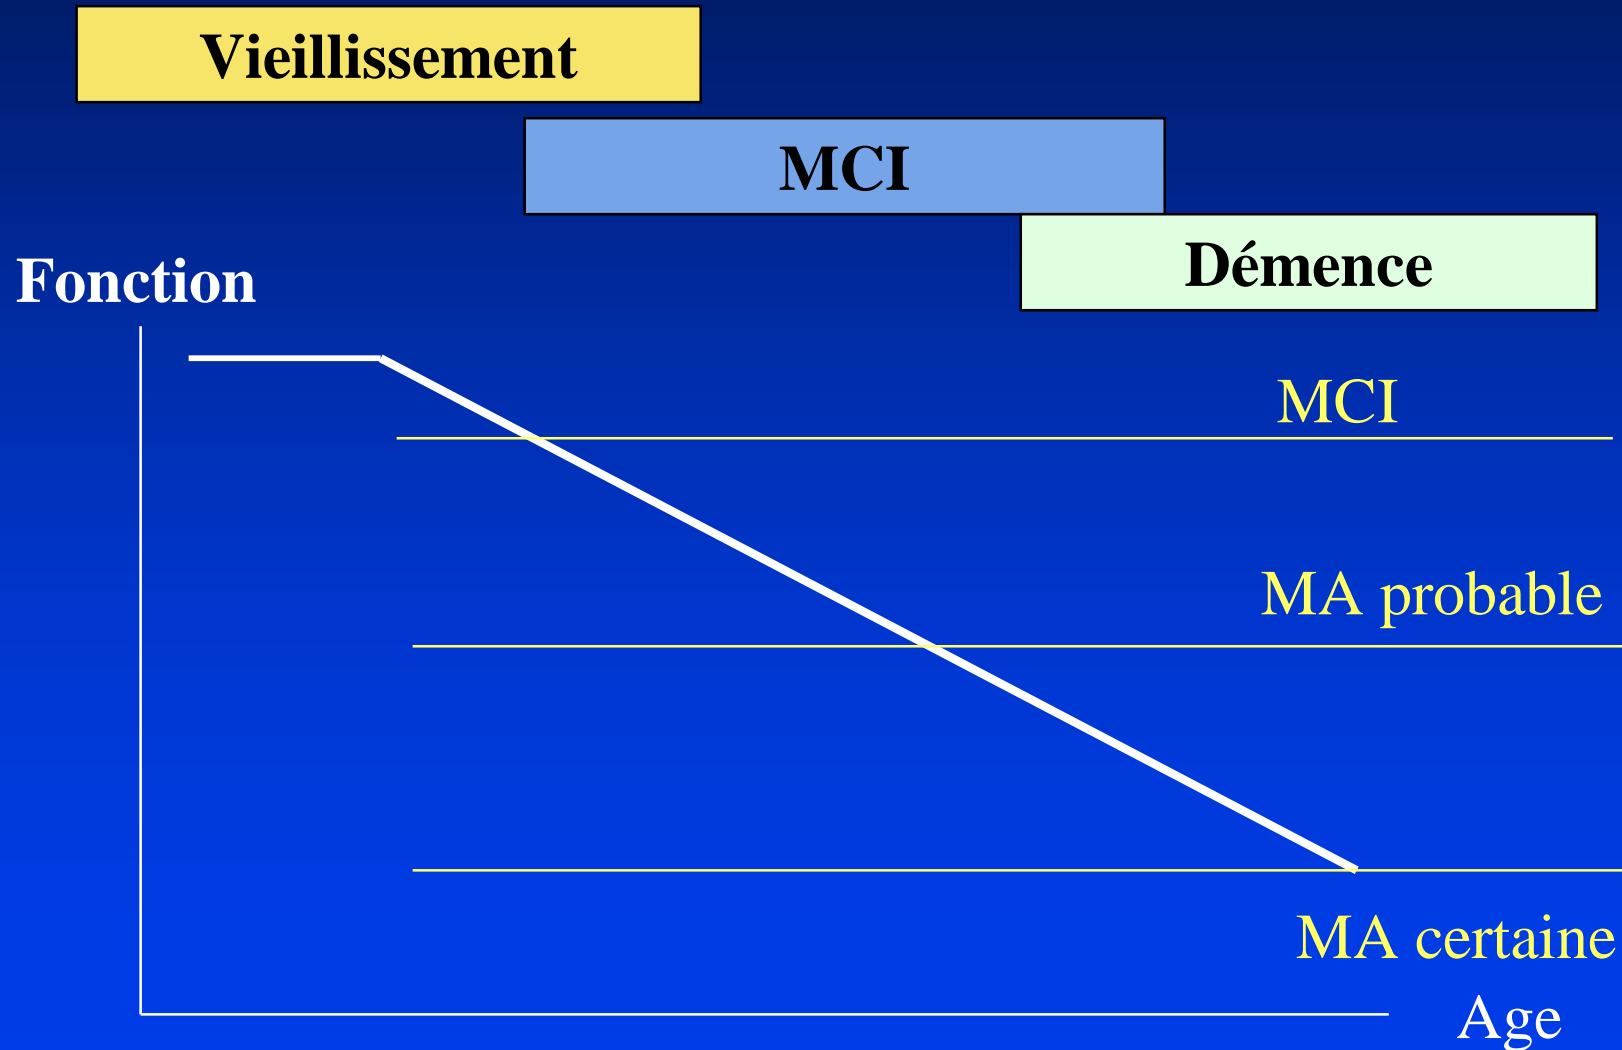 Vieillissement
MCI
Démence
Fonction
MCI
MA probable
MA certaine
Age